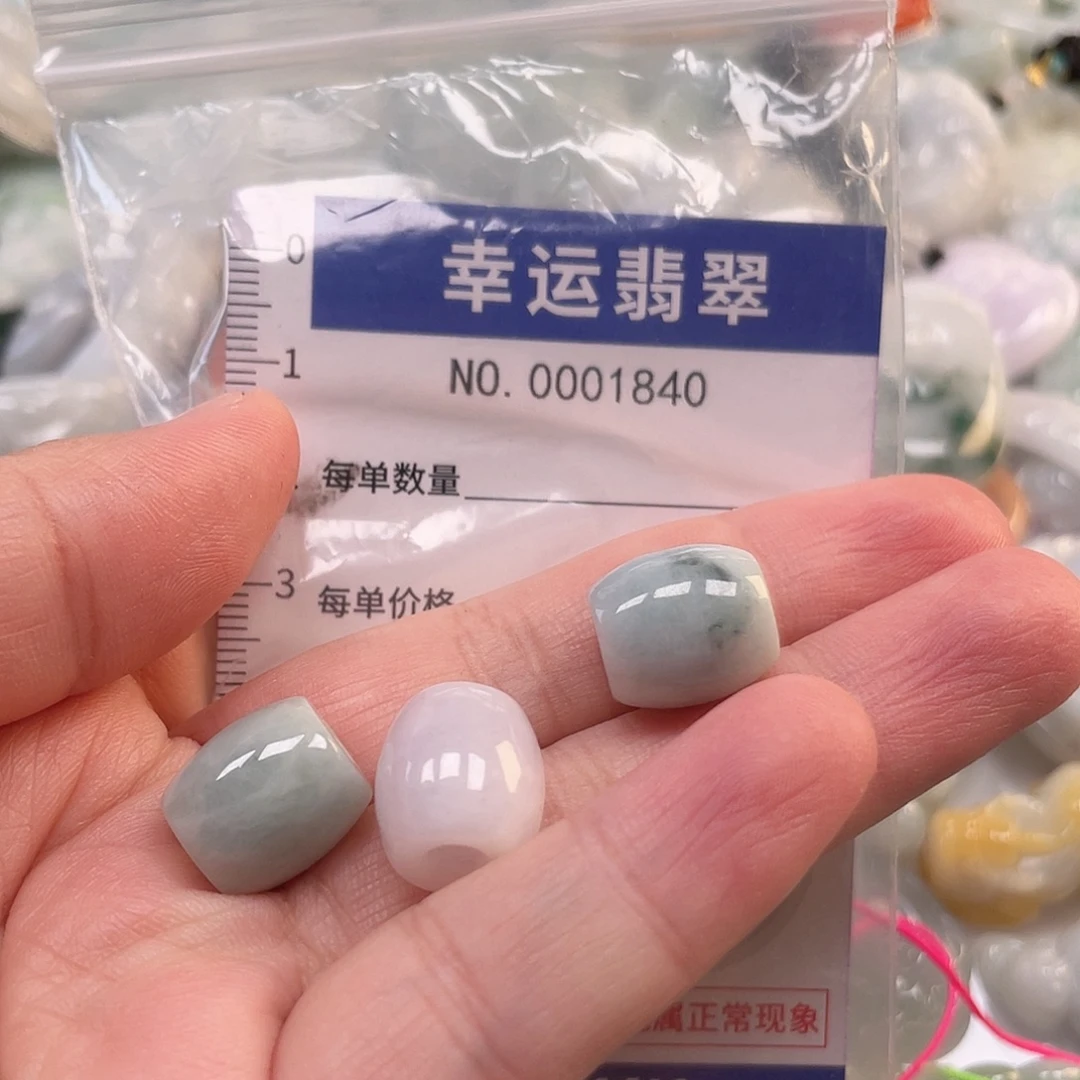 幸运翡翠
0
NO. 0001840
1
每单数量
3
每单价格
属正常现象